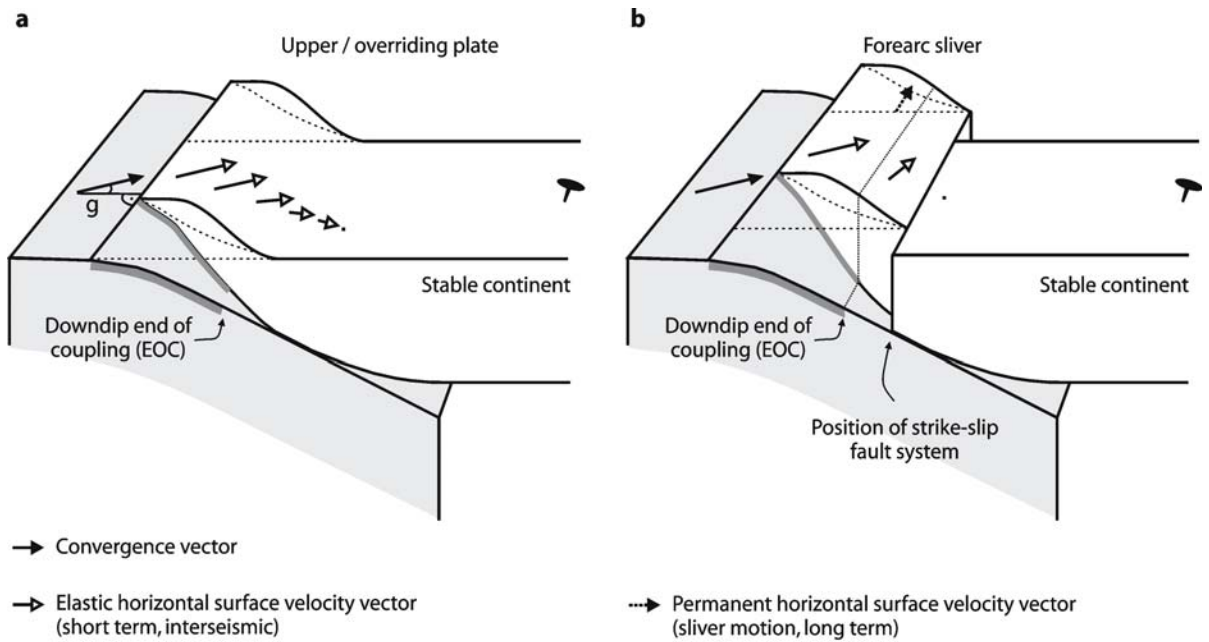 a
Upper / overriding plate
g
Stable continent
Downdip end of
coupling (EOC)
b
Forearc sliver
Stable continent
Downdip end of
coupling (EOC)
Position of strike-slip
fault system
Convergence vector
Elastic horizontal surface velocity vector
(short term, interseismic)
Permanent horizontal surface velocity vector
(sliver motion, long term)